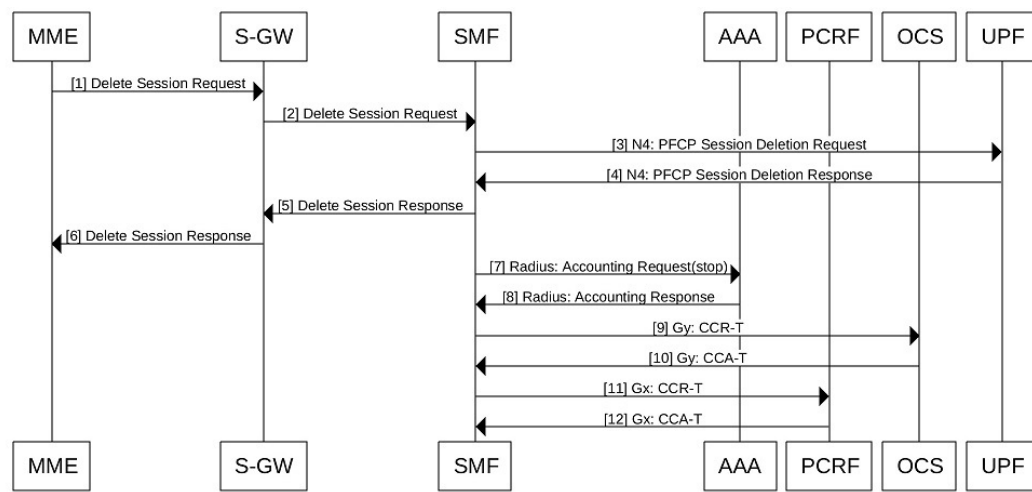 MME S-GW SMF AAA PCRF OCS UPF
[1] Delete Session Request
[2] Delete Session Request
[3] N4: PFCP Session Deletion Request
[4] N4: PFCP Session Deletion Response
[5] Delete Session Response
[6] Delete Session Response
[7] Radius: Accounting Request(stop)
[8] Radius: Accounting Response
[9] Gy: CCR-T
[10] Gy: CCA-T
[11] Gx: CCR-T
[12] Gx: CCA-T
MME S-GW SMF AAA PCRF OCS UPF